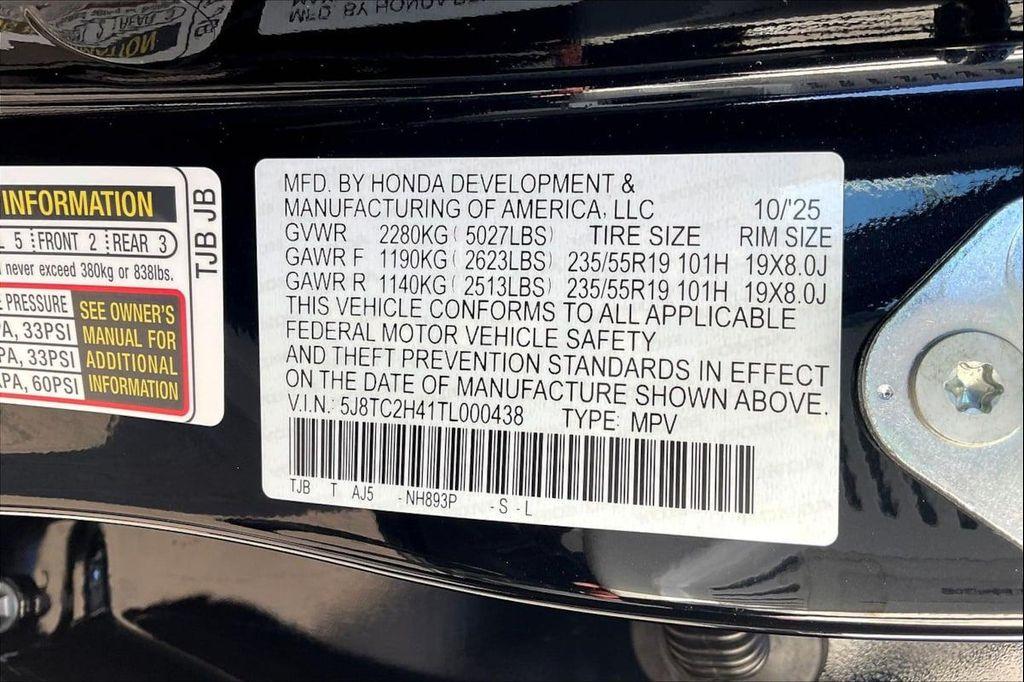 MFD. BY HONDA
INFORMATION
5 FRONT 2 REAR 3
never exceed 380kg or 838lbs.
PRESSURE
PA, 33PSI
PA, 33PSI
KPA, 60PSI
SEE OWNER'S
MANUAL FOR
ADDITIONAL
INFORMATION
TJB JB
MFD. BY HONDA DEVELOPMENT &
MANUFACTURING OF AMERICA, LLC 10/'25
GVWR 2280KG ( 5027LBS) TIRE SIZE RIM SIZE
GAWR F 1190KG ( 2623LBS) 235/55R19 101H 19X8.0J
GAWR R 1140KG ( 2513LBS) 235/55R19 101H 19X8.0J
THIS VEHICLE CONFORMS TO ALL APPLICABLE
FEDERAL MOTOR VEHICLE SAFETY
AND THEFT PREVENTION STANDARDS IN EFFECT
ON THE DATE OF MANUFACTURE SHOWN ABOVE.
V.I.N.: 5J8TC2H41TL000438 TYPE: MPV
TJB T AJ5 -NH893P -S -L